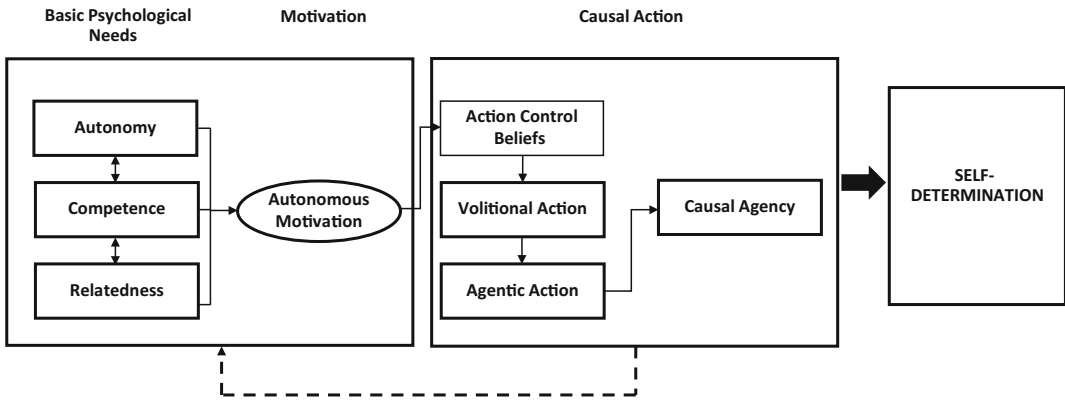 Basic Psychological
Needs
Motivation
Causal Action
Autonomy
Competence
Relatedness
Autonomous
Motivation
Action Control
Beliefs
Volitional Action
Agentic Action
Causal Agency
SELF-
DETERMINATION